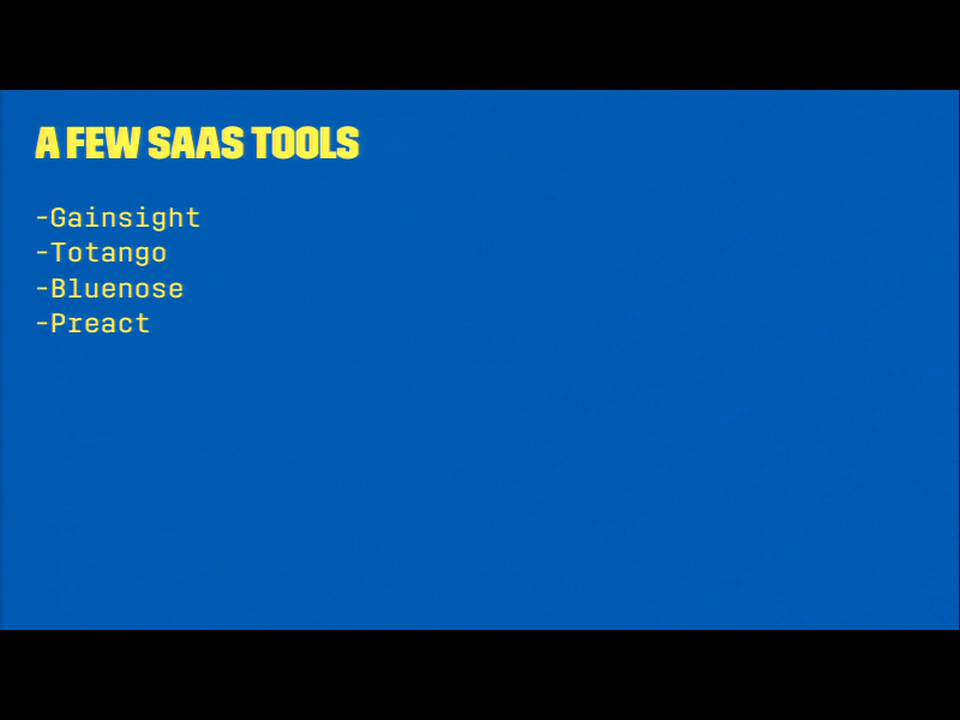 A FEW SAAS TOOLS
-Gainsight
-Totango
-Bluenose
-Preact